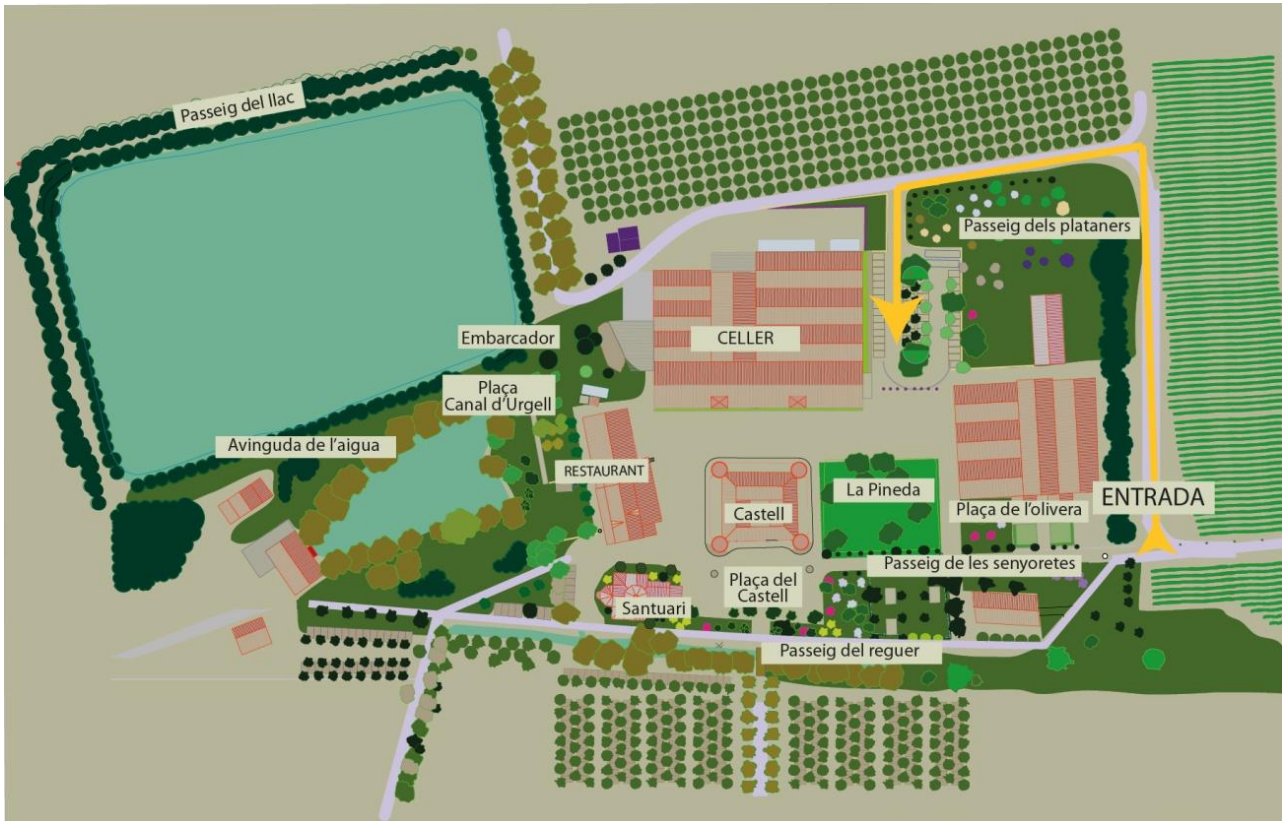 Passeig del llac
Passeig dels plataners
Embarcador
CELLER
Plaça
Canal d'Urgell
Avinguda de l'aigua
RESTAURANT
La Pineda
ENTRADA
Castell
Plaça de l'olivera
Passeig de les senyoretes
Plaça del
Castell
Santuari
Passeig del reguer